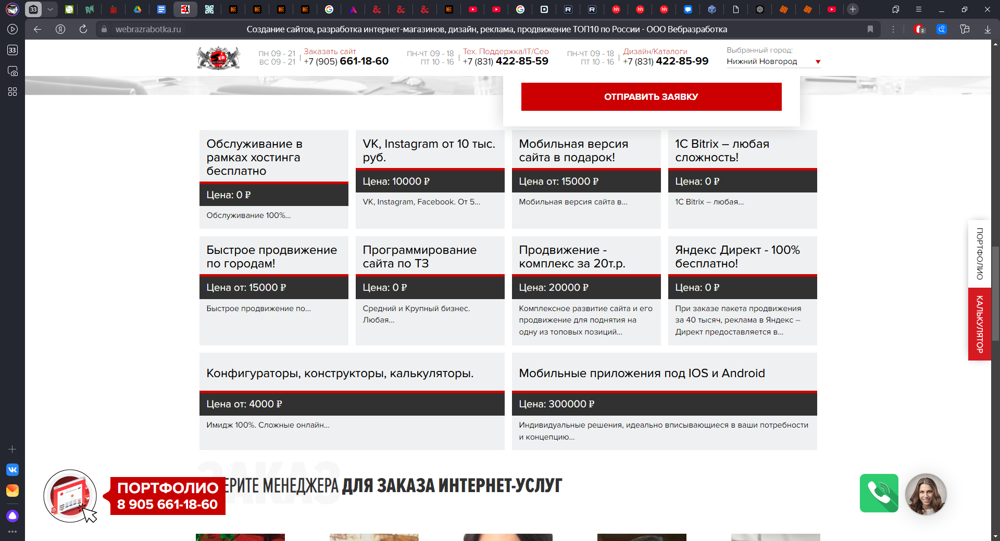 33
webrazrabotka.ru
Создание сайтов, разработка интернет-магазинов, дизайн, реклама, продвижение ТОП10 по России - ООО Вебразработка
2
33
ПН 09 - 21
ВС 09 - 21
Заказать сайт
+7 (905) 661-18-60
ПН-ЧТ 09 - 18
ПТ 10 - 16
Тех. Поддержка/IT/Сео
+7 (831) 422-85-59
ПН-ЧТ 09 - 18
ПТ 10 - 16
Дизайн/Каталоги
+7 (831) 422-85-99
Выбранный город:
Нижний Новгород
ОТПРАВИТЬ ЗАЯВКУ
Обслуживание в
рамках хостинга
бесплатно
Цена: 0 ₽
Обслуживание 100%...
VK, Instagram от 10 тыс.
руб.
Цена: 10000 ₽
VK, Instagram, Facebook. От 5...
Мобильная версия
сайта в подарок!
Цена от: 15000 ₽
Мобильная версия сайта в...
1C Bitrix – любая
сложность!
Цена: 0 ₽
1C Bitrix – любая...
Быстрое продвижение
по городам!
Цена от: 15000 ₽
Быстрое продвижение по...
Программирование
сайта по ТЗ
Цена: 0 ₽
Средний и Крупный бизнес.
Любая...
Продвижение -
комплекс за 20т.р.
Цена: 20000 ₽
Комплексное развитие сайта и его
продвижение для поднятия на
одну из топовых позиций...
Яндекс Директ - 100%
бесплатно!
Цена: 0 ₽
При заказе пакета продвижения
за 40 тысяч, реклама в Яндекс –
Директ предоставляется в...
Конфигураторы, конструкторы, калькуляторы.
Цена от: 4000 ₽
Имидж 100%. Сложные онлайн...
Мобильные приложения под IOS и Android
Цена: 300000 ₽
Индивидуальные решения, идеально вписывающиеся в ваши потребности
и концепцию...
ПОРТФОЛИО
КАЛЬКУЛЯТОР
ЗАКАЗ
ЕРИТЕ МЕНЕДЖЕРА ДЛЯ ЗАКАЗА ИНТЕРНЕТ-УСЛУГ
ПОРТФОЛИО
8 905 661-18-60